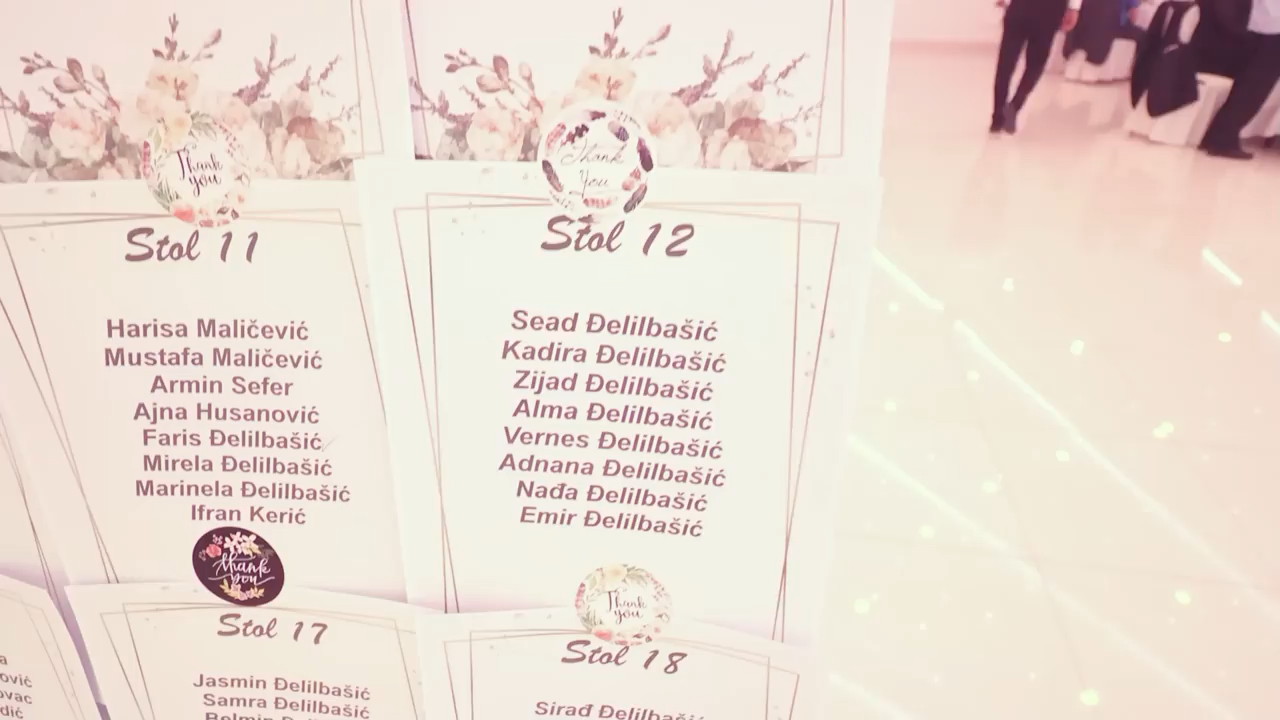 Thank
you
Stol 11
Harisa Maličević
Mustafa Maličević
Armin Sefer
Ajna Husanović
Faris Đelilbašić
Mirela Đelilbašić
Marinela Đelilbašić
Ifran Kerić
Thank
You
Stol 12
Sead Đelilbašić
Kadira Đelilbašić
Zijad Đelilbašić
Alma Đelilbašić
Vernes Đelilbašić
Adnana Đelilbašić
Nađa Đelilbašić
Emir Đelilbašić
thank
you
Stol 17
Jasmin Đelilbašić
Samra Đelilbašić
Thank
you
Stol 18
Sirađ Đelilbašić